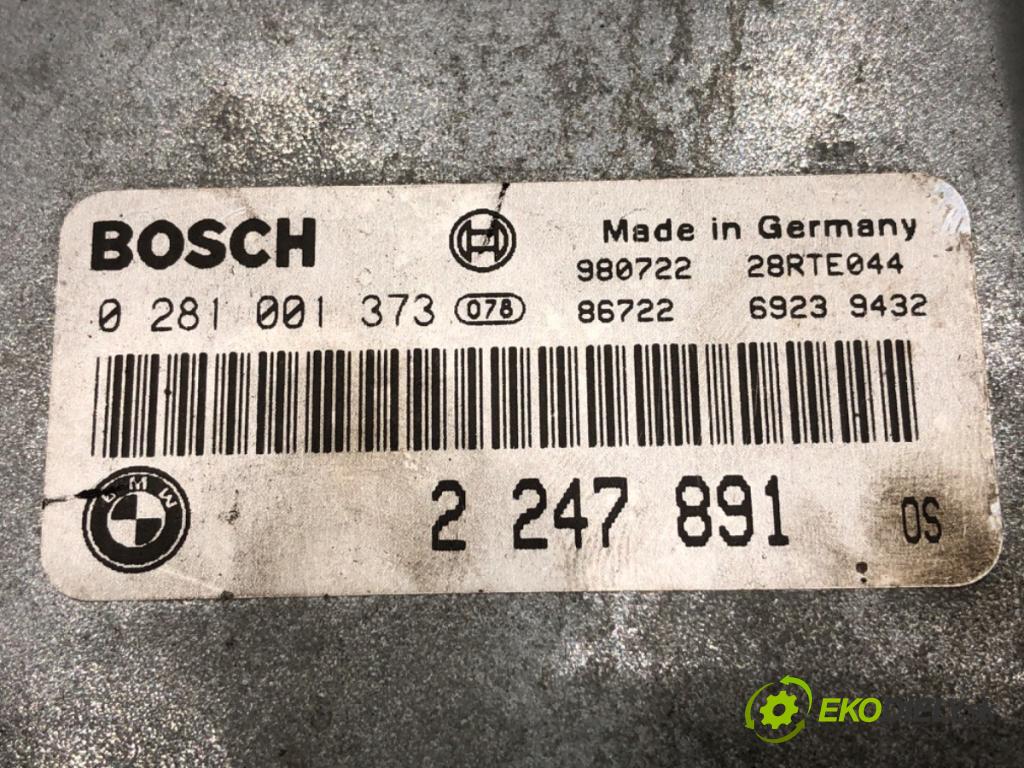 BOSCH
Made in Germany
980722 28RTE044
0 281 001 373 078
86722 6923 9432
BMW
2 247 891 OS
EKO